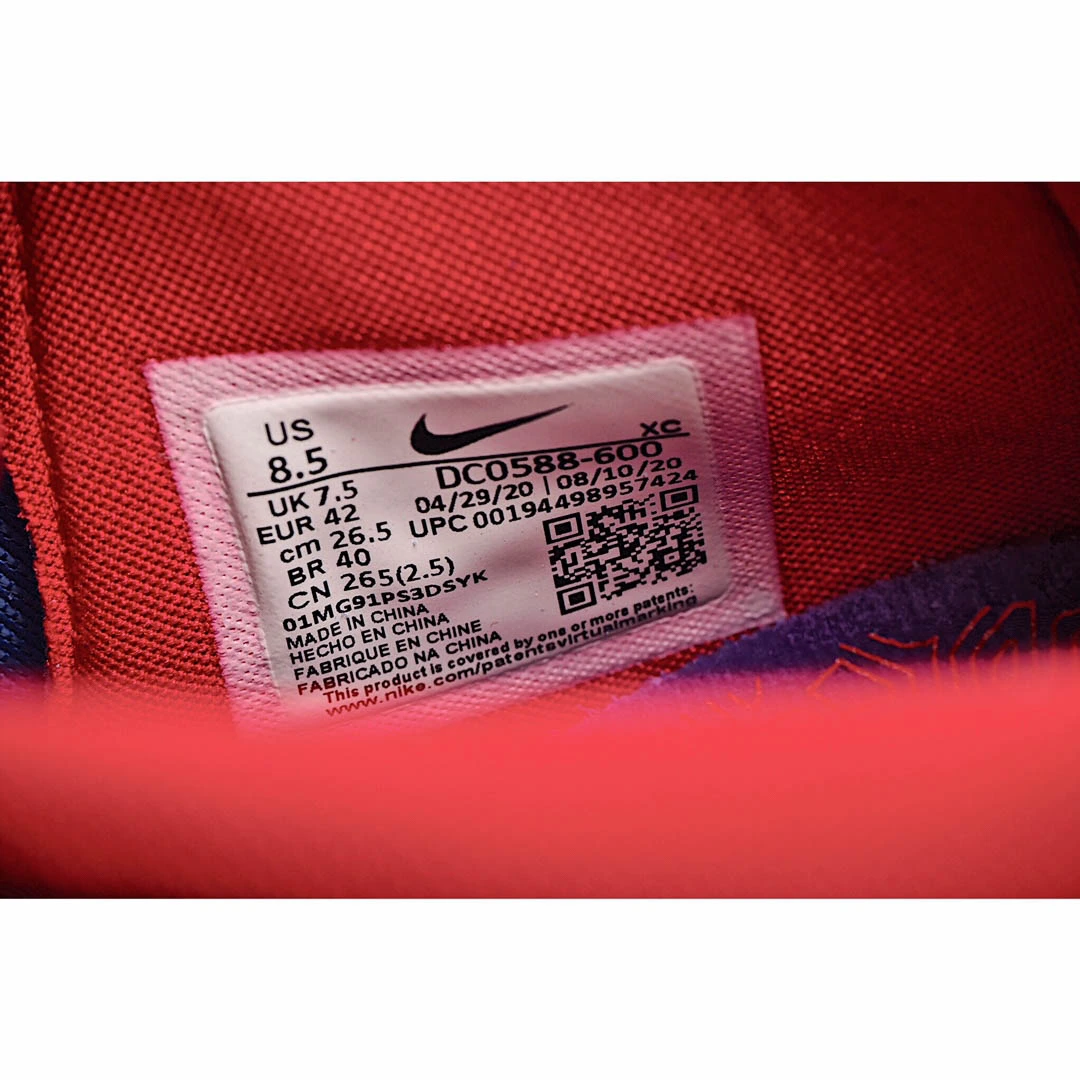 US
8.5
XC
DC0588-600
UK 7.5
04/29/20 | 08/10/20
EUR 42
UPC 00194498957424
cm 26.5
BR 40
CN 265(2.5)
01MG91PS3DSYK
MADE IN CHINA
HECHO EN CHINA
FABRIQUE EN CHINE
FABRICADO NA CHINA
This product is covered by one or more patents:
www.nike.com/patentsvirtualmarking